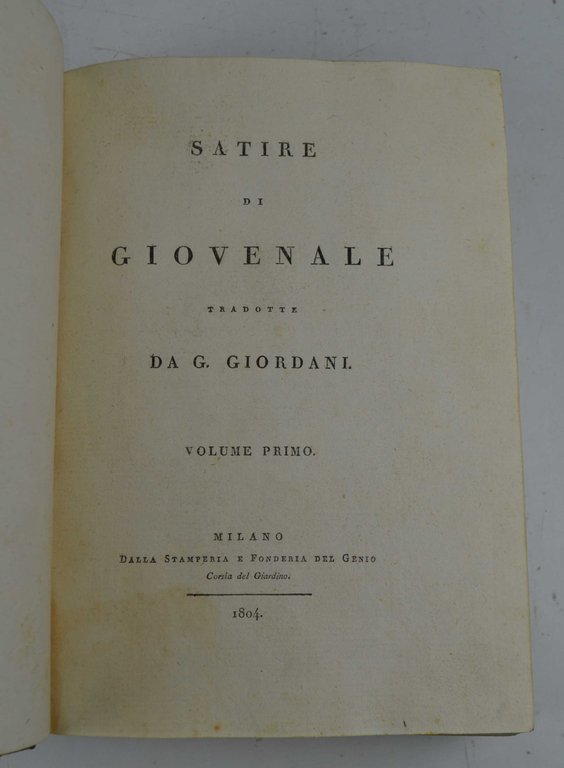 SATIRE
DI
GIOVENALE
TRADOTTE
DA G. GIORDANI.
VOLUME PRIMO.
MILANO
DALLA STAMPERIA E FONDERIA DEL GENIO
Corsia del Giardino.
1804.